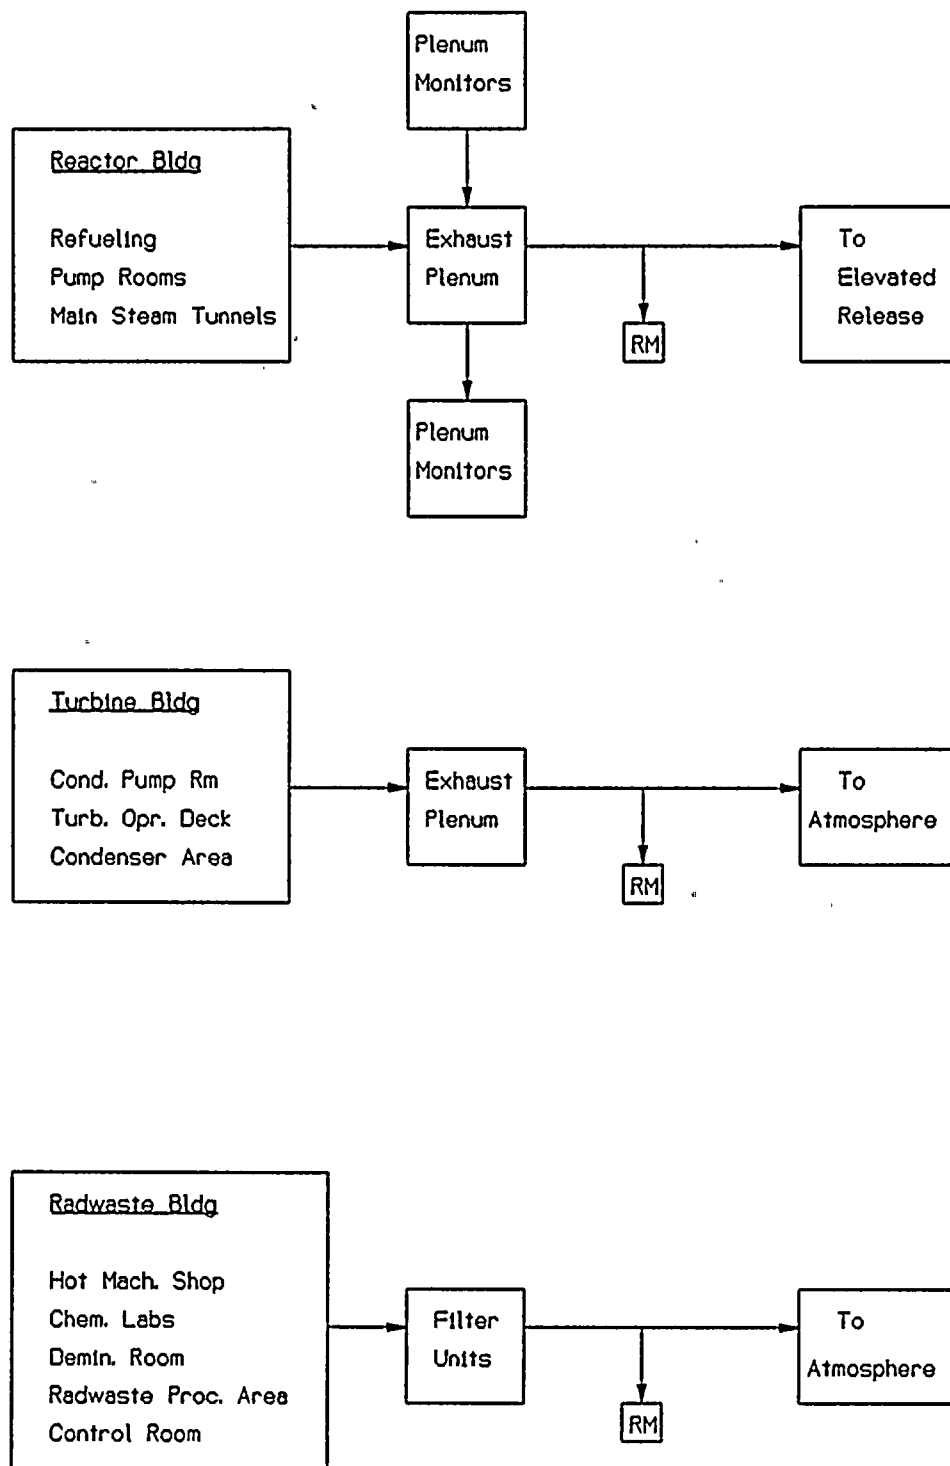 Plenum
Monitors
Reactor Bldg
Refueling
Pump Rooms
Main Steam Tunnels
Exhaust
Plenum
RM
To
Elevated
Release
Plenum
Monitors
Turbine Bldg
Cond. Pump Rm
Turb. Opr. Deck
Condenser Area
Exhaust
Plenum
RM
To
Atmosphere
Radwaste Bldg
Hot Mach. Shop
Chem. Labs
Demin. Room
Radwaste Proc. Area
Control Room
Filter
Units
RM
To
Atmosphere